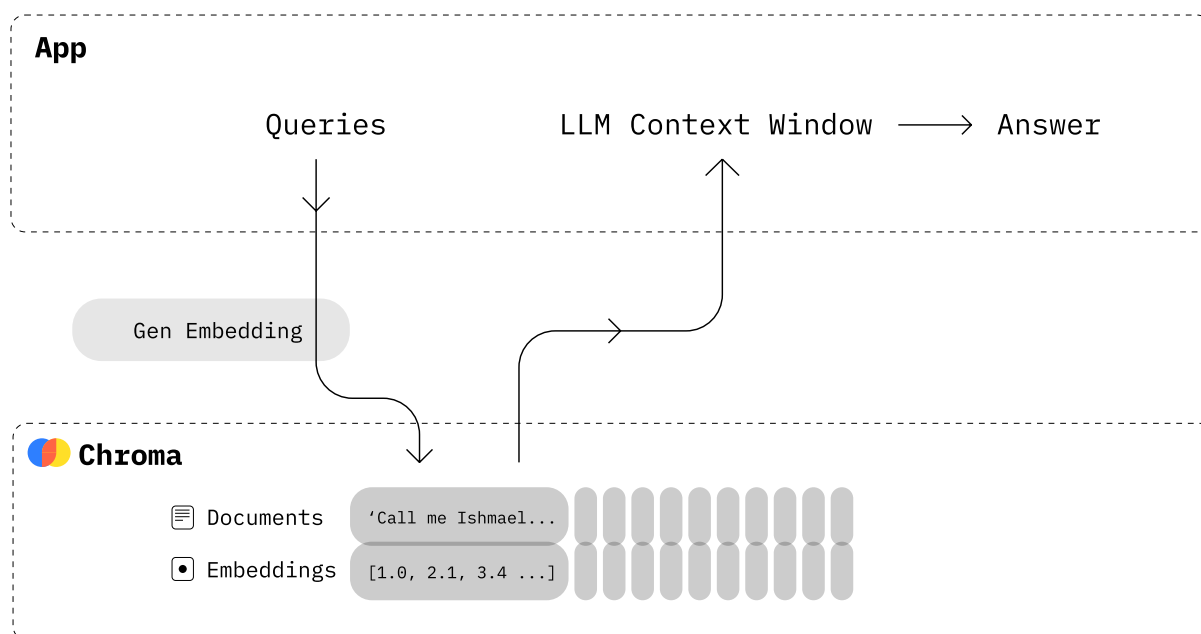 App
Queries
LLM Context Window
Answer
Gen Embedding
Chroma
Documents
‘Call me Ishmael...
Embeddings
[1.0, 2.1, 3.4 ...]